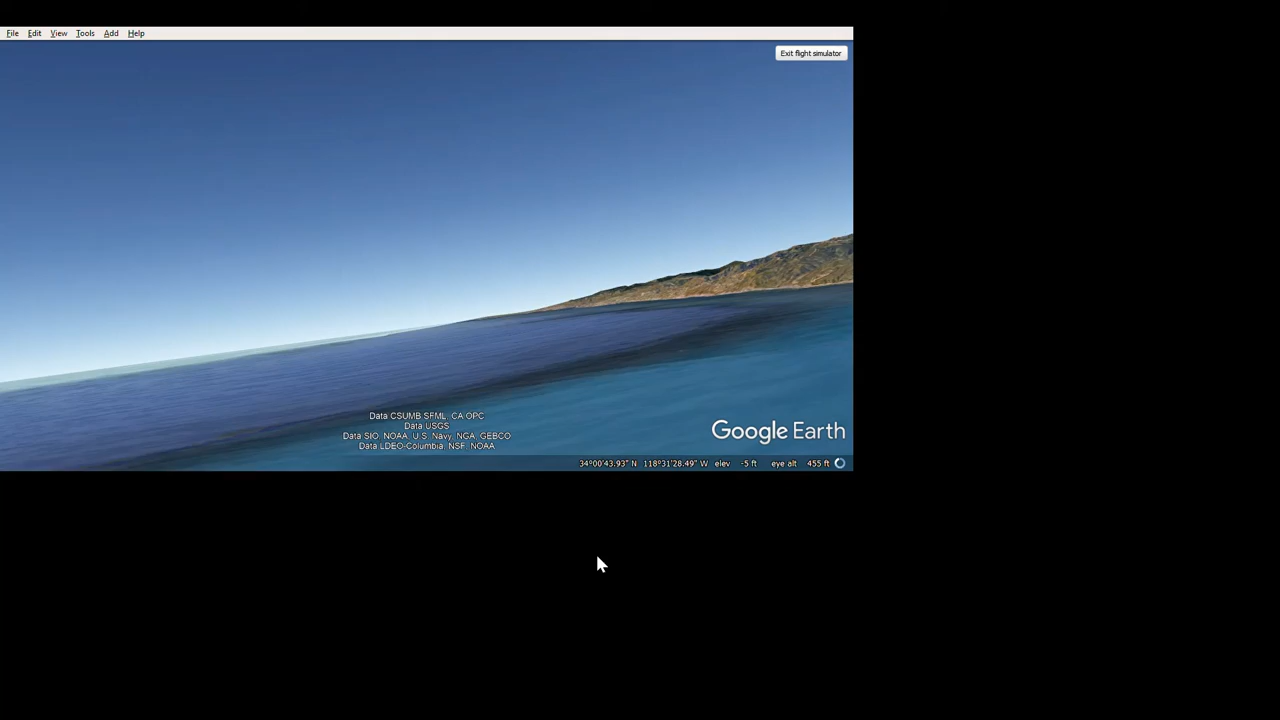 File Edit View Tools Add Help
Exit flight simulator
Data CSUMB SFML, CA OPC
Data USGS
Data SIO, NOAA, U.S. Navy, NGA, GEBCO
Data LDEO-Columbia, NSF, NOAA
Google Earth
34°00'43.93" N 118°31'28.49" W elev -5 ft eye alt 455 ft